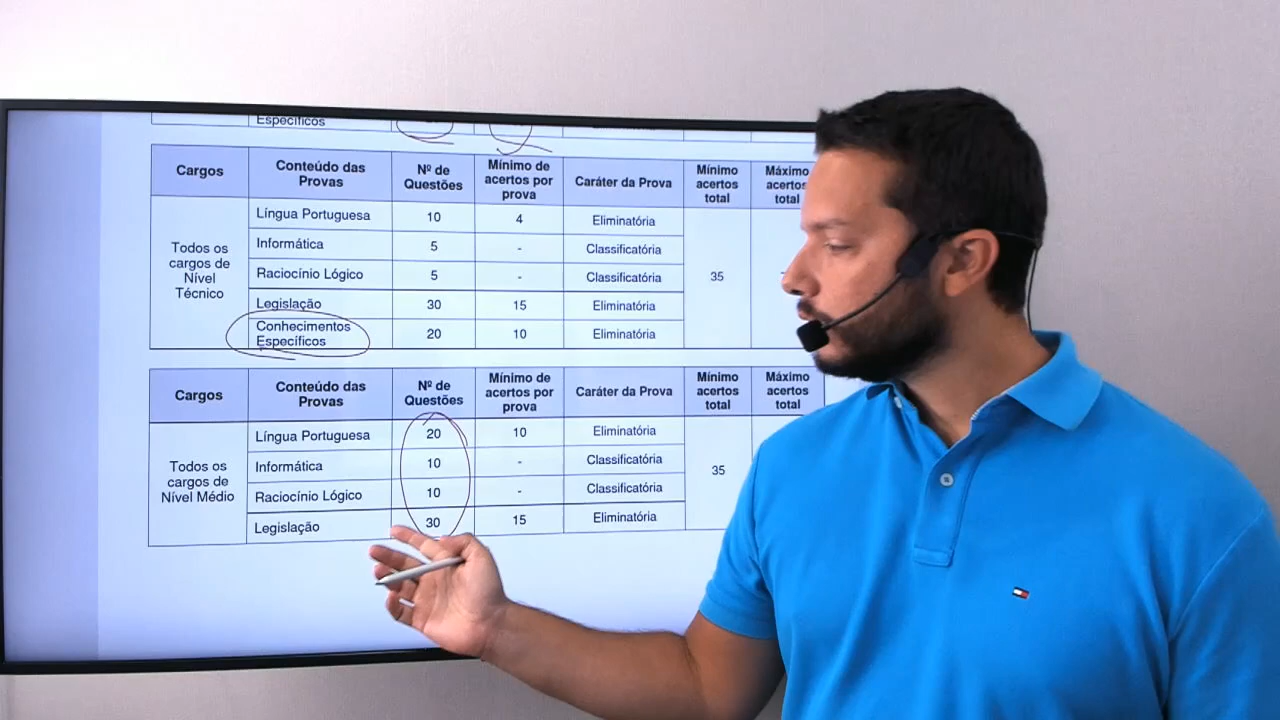 Específicos
Cargos
Conteúdo das
Provas
Nº de
Questões
Mínimo de
acertos por
prova
Caráter da Prova
Mínimo
acertos
total
Máximo
acertos
total
Todos os
cargos de
Nível
Técnico
Língua Portuguesa 10 4 Eliminatória
Informática 5 - Classificatória
Raciocínio Lógico 5 - Classificatória
Legislação 30 15 Eliminatória
Conhecimentos
Específicos 20 10 Eliminatória
35
Cargos
Conteúdo das
Provas
Nº de
Questões
Mínimo de
acertos por
prova
Caráter da Prova
Mínimo
acertos
total
Máximo
acertos
total
Todos os
cargos de
Nível Médio
Língua Portuguesa 20 10 Eliminatória
Informática 10 - Classificatória
Raciocínio Lógico 10 - Classificatória
Legislação 30 15 Eliminatória
35